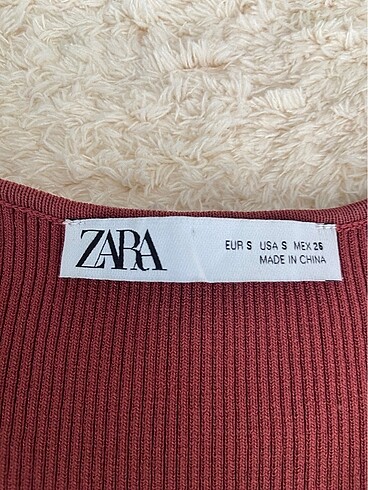 ZARA
EUR S USA S MEX 26
MADE IN CHINA